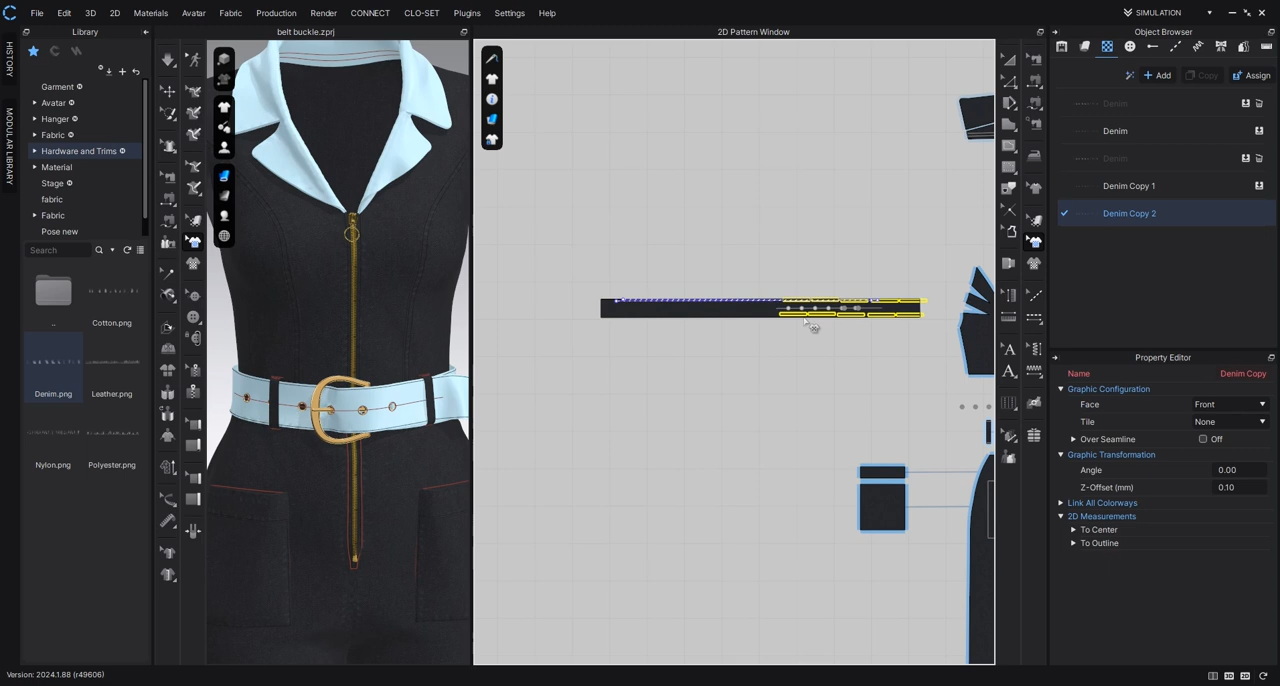 File Edit 3D 2D Materials Avatar Fabric Production Render CONNECT CLO-SET Plugins Settings Help
SIMULATION
Library
belt buckle.zprj
2D Pattern Window
Object Browser
HISTORY
MODULAR LIBRARY
Garment
Avatar
Hanger
Fabric
Hardware and Trims
Material
Stage
fabric
Fabric
Pose new
Search
..
Cotton.png
Denim.png
Leather.png
Nylon.png
Polyester.png
Add
Copy
Assign
Denim
Denim
Denim
Denim Copy 1
Denim Copy 2
Property Editor
Name Denim Copy
Graphic Configuration
Face Front
Tile None
Over Seamline Off
Graphic Transformation
Angle 0.00
Z-Offset (mm) 0.10
Link All Colorways
2D Measurements
To Center
To Outline
Version: 2024.1.88 (r49606)
3D 2D